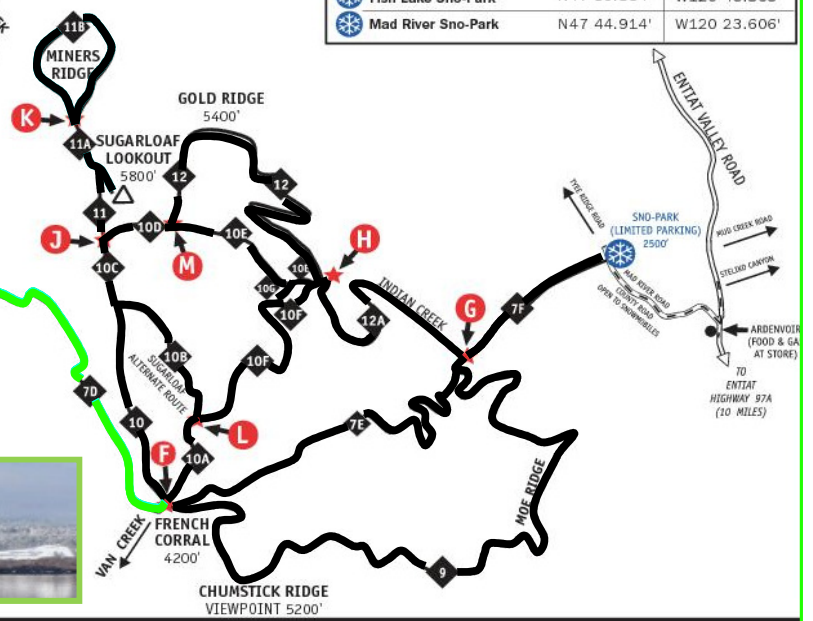 Mad River Sno-Park N47 44.914' W120 23.606'
11B
MINERS
RIDGE
K
11A
GOLD RIDGE
5400'
SUGARLOAF
LOOKOUT
5800'
12
12
11
J
10D
M
10E
H
10C
10E
10G
10F
12A
INDIAN CREEK
G
7F
ENTIAT VALLEY ROAD
TYEE RIDGE ROAD
SNO-PARK
(LIMITED PARKING)
2500'
MUD CREEK ROAD
STELIKO CANYON
MAD RIVER ROAD
COUNTY ROAD
OPEN TO SNOWMOBILES
ARDENVOIR
(FOOD & GA
AT STORE)
TO
ENTIAT
HIGHWAY 97A
(10 MILES)
10B
SUGARLOAF
ALTERNATE ROUTE
10F
7D
10
L
7E
F
10A
MOE RIDGE
FRENCH
CORRAL
4200'
VAN CREEK
9
CHUMSTICK RIDGE
VIEWPOINT 5200'